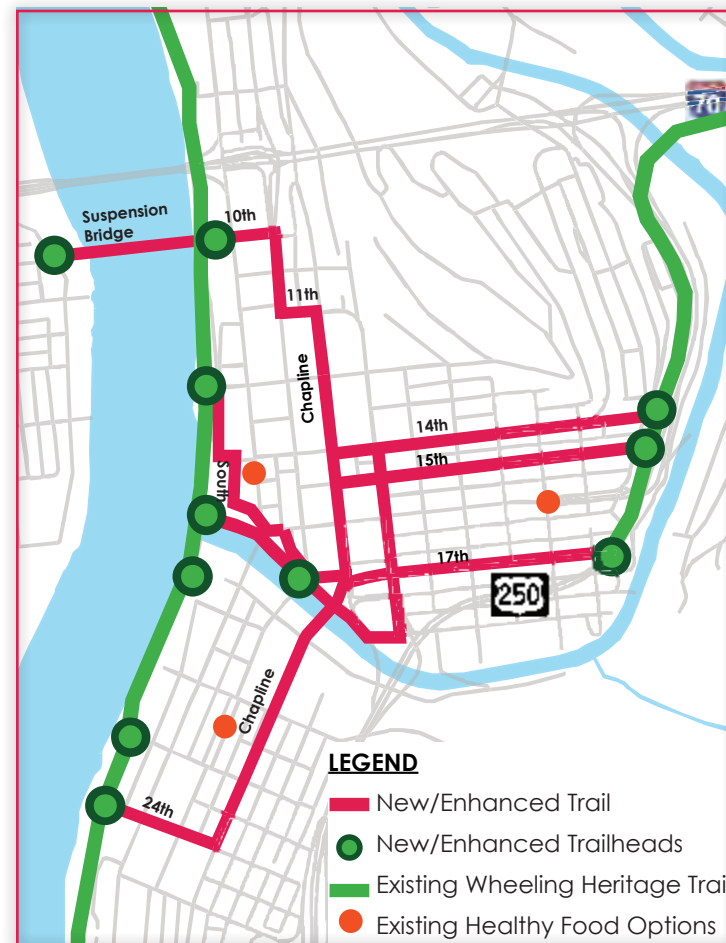 70
Suspension
Bridge
10th
11th
Chapline
14th
15th
South
17th
250
Chapline
24th
LEGEND
New/Enhanced Trail
New/Enhanced Trailheads
Existing Wheeling Heritage Trai
Existing Healthy Food Options